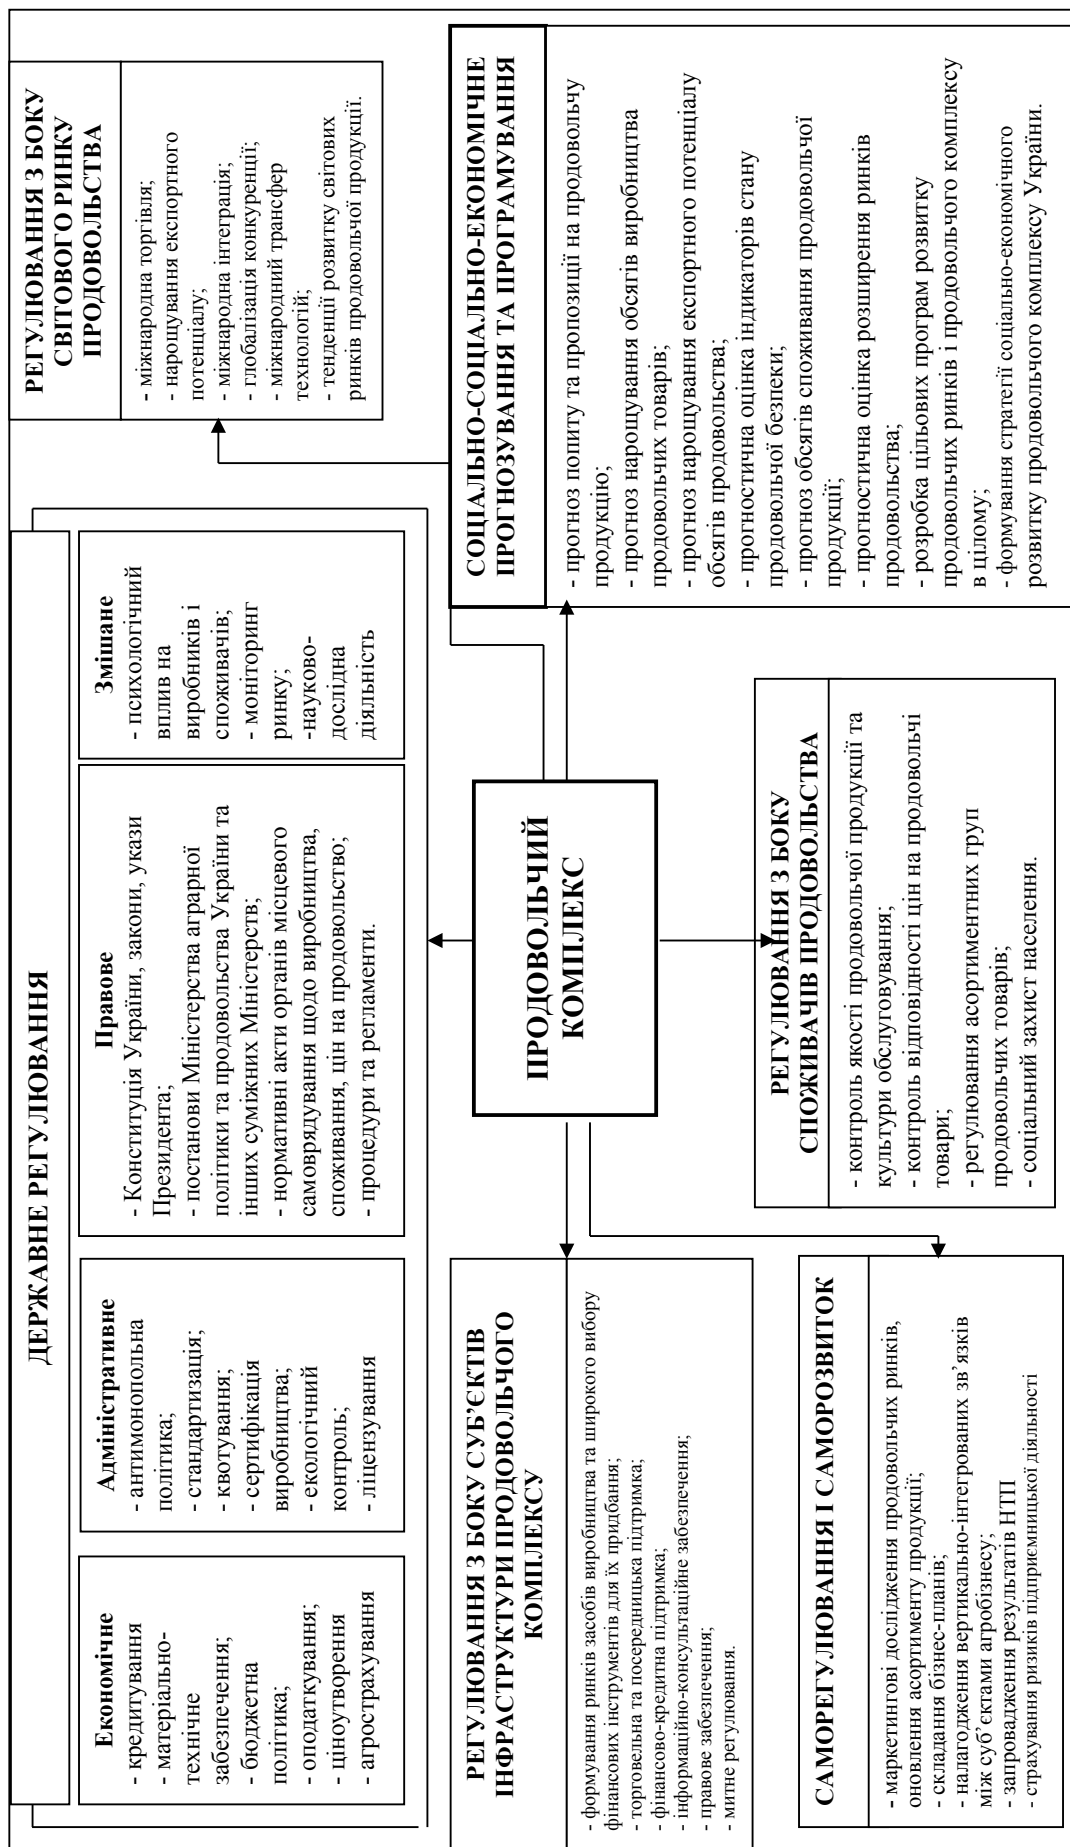 ДЕРЖАВНЕ РЕГУЛЮВАННЯ
Економічне
- кредитування
- матеріально-
технічне
забезпечення;
- бюджетна
політика;
- оподаткування;
- ціноутворення
- агрострахування
Адміністративне
- антимонопольна
політика;
- стандартизація;
- квотування;
- сертифікація
виробництва;
- екологічний
контроль;
- ліцензування
Правове
- Конституція України, закони, укази
Президента;
- постанови Міністерства аграрної
політики та продовольства України та
інших суміжних Міністерств;
- нормативні акти органів місцевого
самоврядування щодо виробництва,
споживання, цін на продовольство;
- процедури та регламенти.
Змішане
- психологічний
вплив на
виробників і
споживачів;
- моніторинг
ринку;
-науково-
дослідна
діяльність
РЕГУЛЮВАННЯ З БОКУ
СВІТОВОГО РИНКУ
ПРОДОВОЛЬСТВА
- міжнародна торгівля;
- нарощування експортного
потенціалу;
- міжнародна інтеграція;
- глобалізація конкуренції;
- міжнародний трансфер
технологій;
- тенденції розвитку світових
ринків продовольчої продукції.
РЕГУЛЮВАННЯ З БОКУ СУБ’ЄКТІВ
ІНФРАСТРУКТУРИ ПРОДОВОЛЬЧОГО
КОМПЛЕКСУ
- формування ринків засобів виробництва та широкого вибору
фінансових інструментів для їх придбання;
- торговельна та посередницька підтримка;
- фінансово-кредитна підтримка;
- інформаційно-консультаційне забезпечення;
- правове забезпечення;
- митне регулювання.
ПРОДОВОЛЬЧИЙ
КОМПЛЕКС
СОЦІАЛЬНО-СОЦІАЛЬНО-ЕКОНОМІЧНЕ
ПРОГНОЗУВАННЯ ТА ПРОГРАМУВАННЯ
- прогноз попиту та пропозиції на продовольчу
продукцію;
- прогноз нарощування обсягів виробництва
продовольчих товарів;
- прогноз нарощування експортного потенціалу
обсягів продовольства;
- прогностична оцінка індикаторів стану
продовольчої безпеки;
- прогноз обсягів споживання продовольчої
продукції;
- прогностична оцінка розширення ринків
продовольства;
- розробка цільових програм розвитку
продовольчих ринків і продовольчого комплексу
в цілому;
- формування стратегії соціально-економічного
розвитку продовольчого комплексу України.
САМОРЕГУЛЮВАННЯ І САМОРОЗВИТОК
- маркетингові дослідження продовольчих ринків,
оновлення асортименту продукції;
- складання бізнес-планів;
- налагодження вертикально-інтегрованих зв’язків
між суб’єктами агробізнесу;
- запровадження результатів НТП
- страхування ризиків підприємницької діяльності
РЕГУЛЮВАННЯ З БОКУ
СПОЖИВАЧІВ ПРОДОВОЛЬСТВА
- контроль якості продовольчої продукції та
культури обслуговування;
- контроль відповідності цін на продовольчі
товари;
- регулювання асортиментних груп
продовольчих товарів;
- соціальний захист населення.